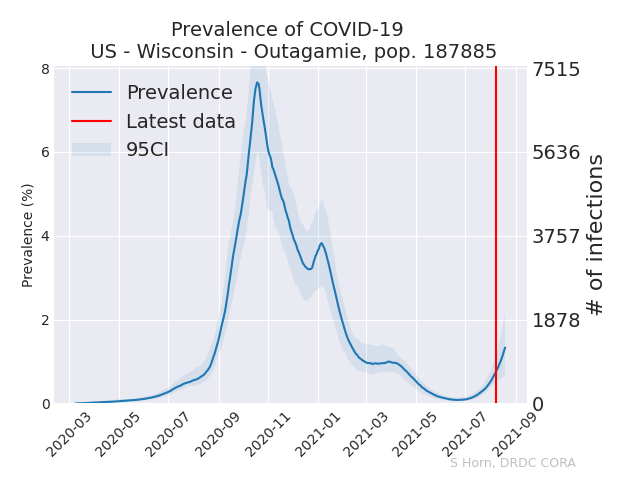 Prevalence of COVID-19
US - Wisconsin - Outagamie, pop. 187885
Prevalence
Latest data
95CI
Prevalence (%)
8
6
4
2
0
7515
5636
3757
1878
0
# of infections
2020-03
2020-05
2020-07
2020-09
2020-11
2021-01
2021-03
2021-05
2021-07
2021-09
S Horn, DRDC CORA